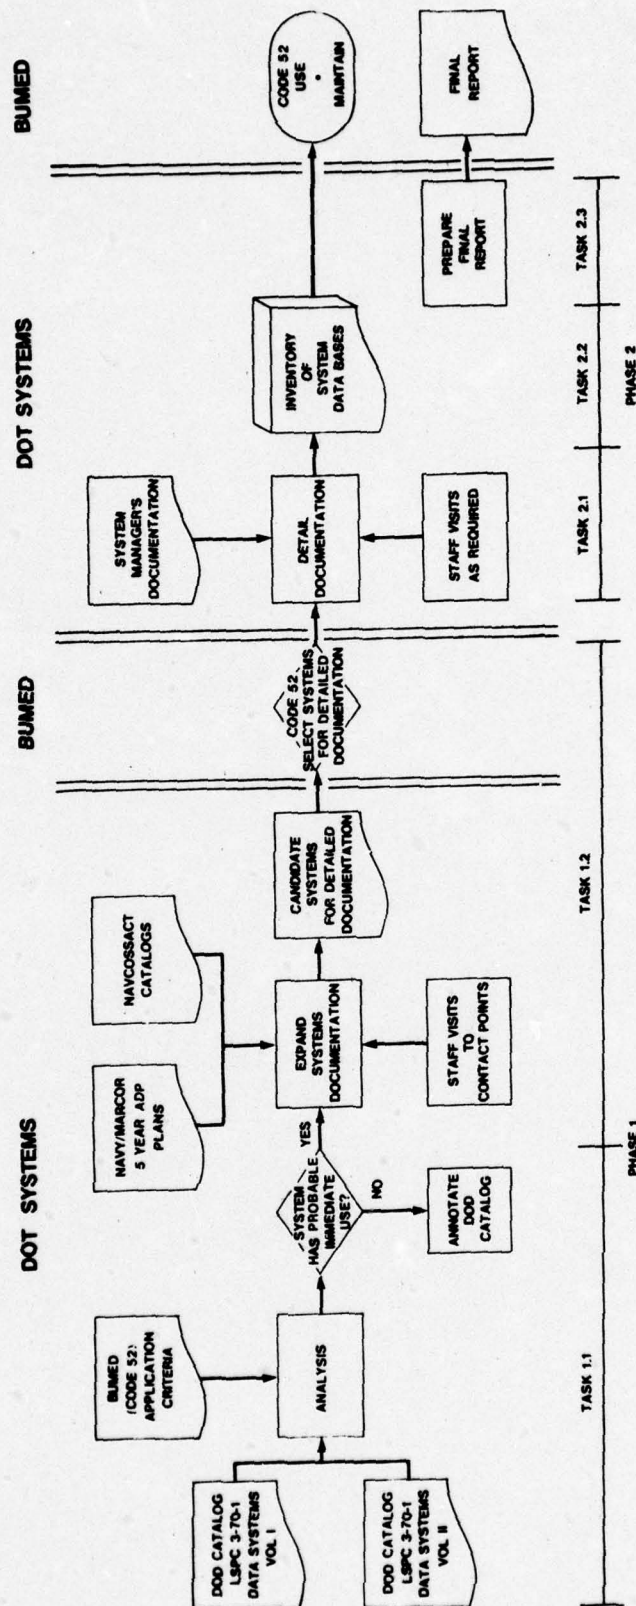 DOT SYSTEMS
BUMED
DOT SYSTEMS
BUMED
DOD CATALOG
LSPC 3-70-1
DATA SYSTEMS
VOL I
DOD CATALOG
LSPC 3-70-1
DATA SYSTEMS
VOL II
BUMED
(CODE 52)
APPLICATION
CRITERIA
ANALYSIS
SYSTEM
HAS PROBABLE
IMMEDIATE
USE?
YES
NO
ANNOTATE
DOD
CATALOG
NAVY/MARCOR
5 YEAR ADP
PLANS
NAVCOSSACT
CATALOGS
EXPAND
SYSTEMS
DOCUMENTATION
STAFF VISITS
TO
CONTACT POINTS
CANDIDATE
SYSTEMS
FOR DETAILED
DOCUMENTATION
CODE 52
SELECT SYSTEMS
FOR DETAILED
DOCUMENTATION
SYSTEM
MANAGER'S
DOCUMENTATION
DETAIL
DOCUMENTATION
STAFF VISITS
AS REQUIRED
INVENTORY
OF
SYSTEM
DATA BASES
PREPARE
FINAL
REPORT
CODE 52
USE
•
MAINTAIN
FINAL
REPORT
TASK 1.1
TASK 1.2
TASK 2.1
TASK 2.2
TASK 2.3
PHASE 1
PHASE 2